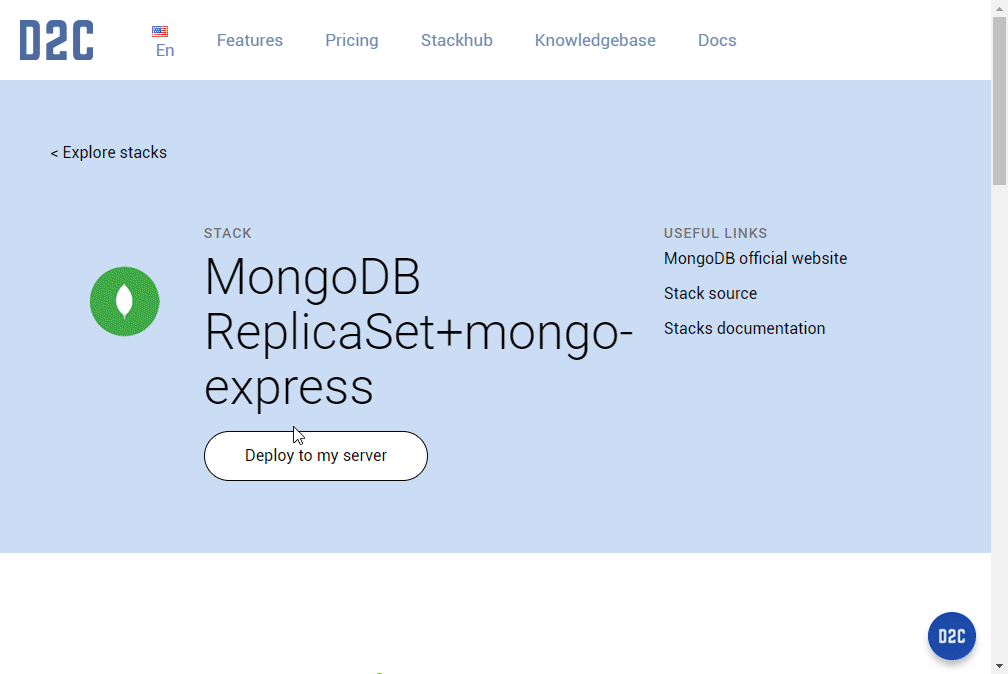 D2C
En
Features
Pricing
Stackhub
Knowledgebase
Docs
< Explore stacks
STACK
MongoDB
ReplicaSet+mongo-
express
Deploy to my server
USEFUL LINKS
MongoDB official website
Stack source
Stacks documentation
D2C